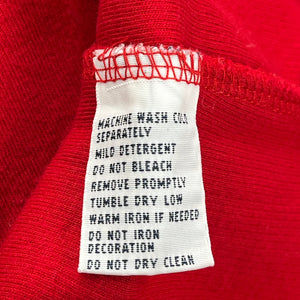 MACHINE WASH COLD
SEPARATELY
MILD DETERGENT
DO NOT BLEACH
REMOVE PROMPTLY
TUMBLE DRY LOW
WARM IRON IF NEEDED
DO NOT IRON
DECORATION
DO NOT DRY CLEAN